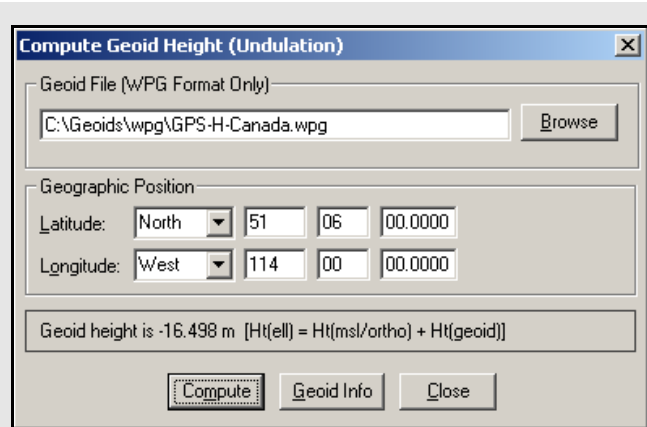 Compute Geoid Height (Undulation)
Geoid File (WPG Format Only)
C:\Geoids\wpg\GPS-H-Canada.wpg Browse
Geographic Position
Latitude: North 51 06 00.0000
Longitude: West 114 00 00.0000
Geoid height is -16.498 m [Ht(ell) = Ht(msl/ortho) + Ht(geoid)]
Compute Geoid Info Close